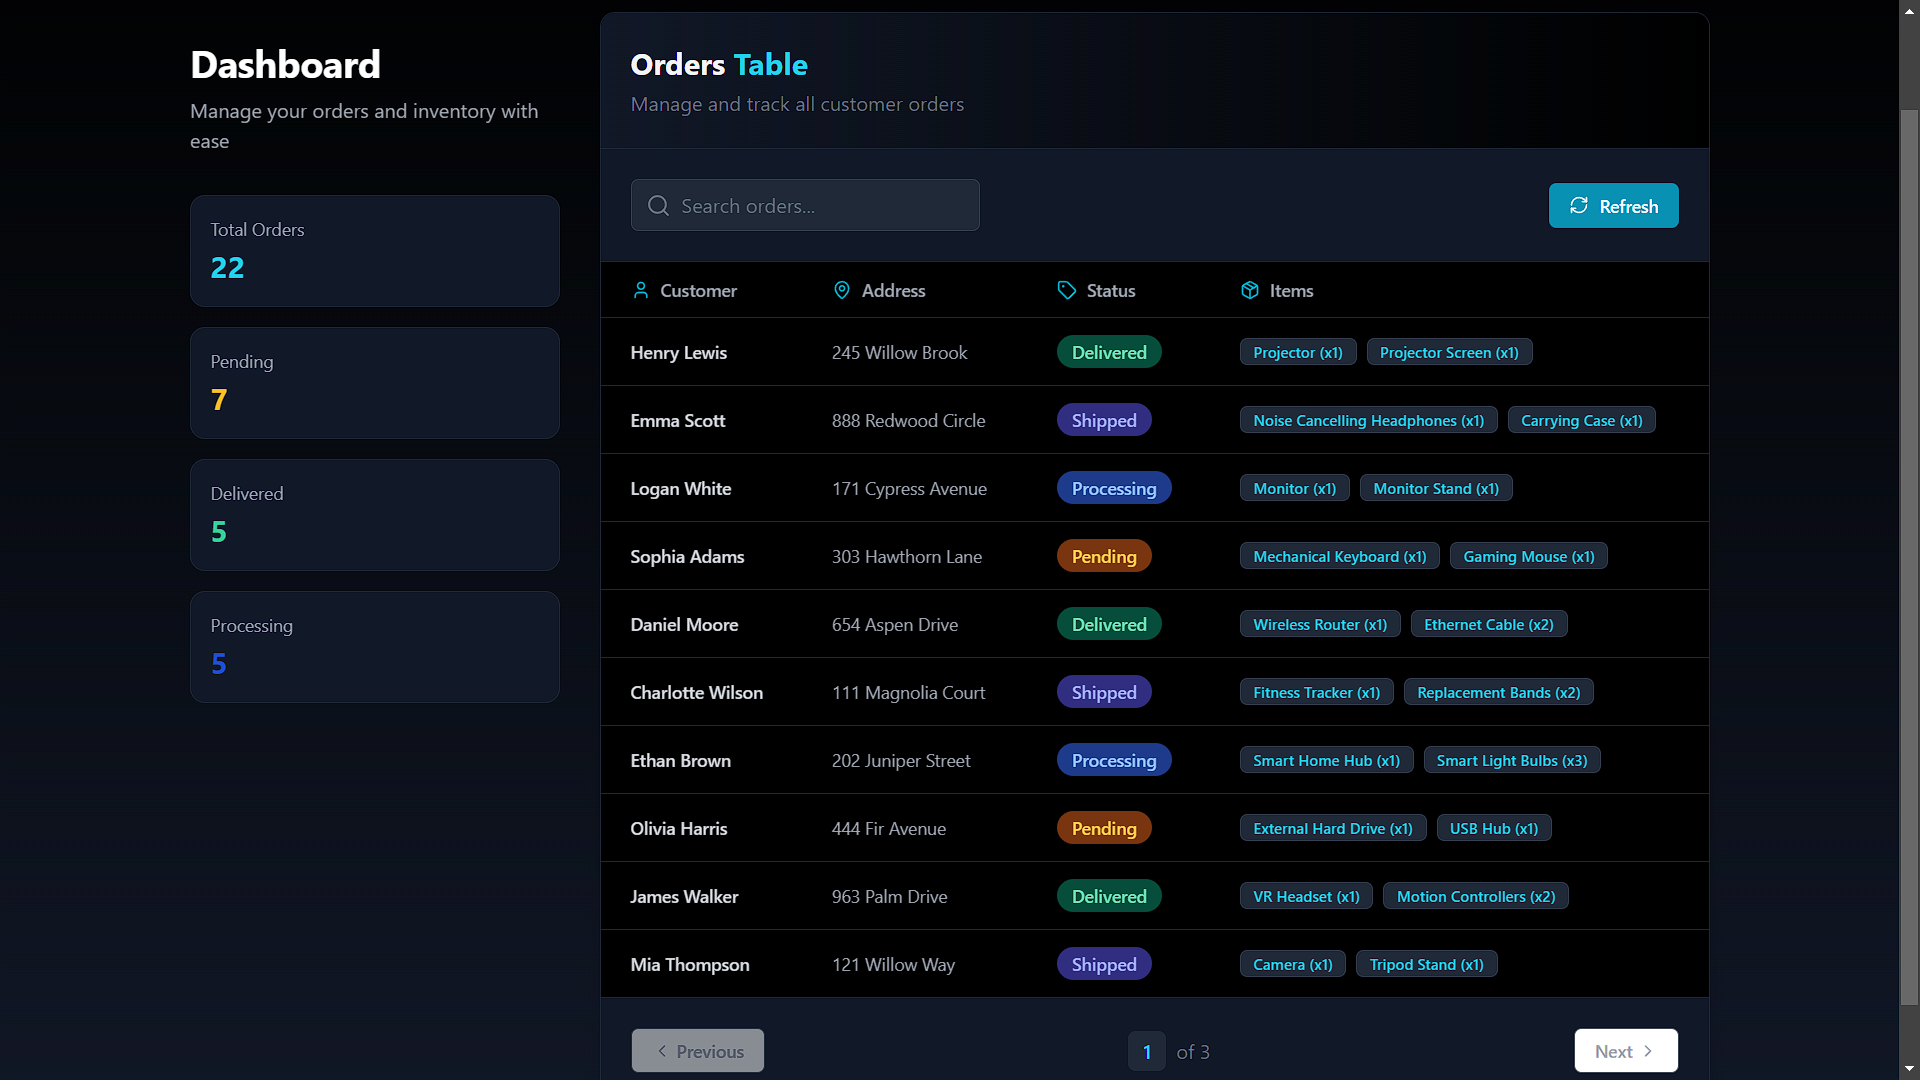 Dashboard
Manage your orders and inventory with
ease
Total Orders
22
Pending
7
Delivered
5
Processing
5
Orders Table
Manage and track all customer orders
Search orders...
Refresh
Customer Address Status Items
Henry Lewis 245 Willow Brook Delivered Projector (x1) Projector Screen (x1)
Emma Scott 888 Redwood Circle Shipped Noise Cancelling Headphones (x1) Carrying Case (x1)
Logan White 171 Cypress Avenue Processing Monitor (x1) Monitor Stand (x1)
Sophia Adams 303 Hawthorn Lane Pending Mechanical Keyboard (x1) Gaming Mouse (x1)
Daniel Moore 654 Aspen Drive Delivered Wireless Router (x1) Ethernet Cable (x2)
Charlotte Wilson 111 Magnolia Court Shipped Fitness Tracker (x1) Replacement Bands (x2)
Ethan Brown 202 Juniper Street Processing Smart Home Hub (x1) Smart Light Bulbs (x3)
Olivia Harris 444 Fir Avenue Pending External Hard Drive (x1) USB Hub (x1)
James Walker 963 Palm Drive Delivered VR Headset (x1) Motion Controllers (x2)
Mia Thompson 121 Willow Way Shipped Camera (x1) Tripod Stand (x1)
Previous 1 of 3 Next